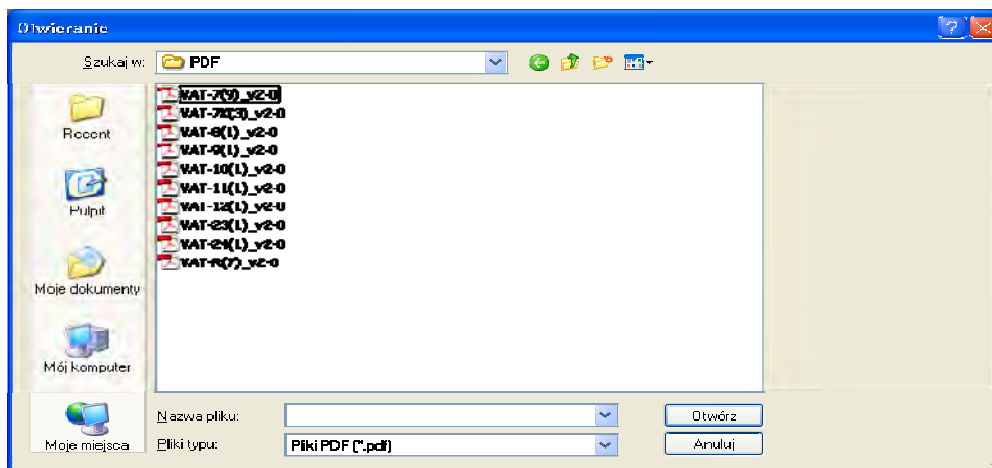 Otwieranie
Szukaj w: PDF
Recent
Pulpit
Moje dokumenty
Mój komputer
Moje miejsca
VAT-7(9)_v2-0
VAT-7K(3)_v2-0
VAT-8(1)_v2-0
VAT-9(1)_v2-0
VAT-10(1)_v2-0
VAT-11(1)_v2-0
VAT-12(1)_v2-0
VAT-23(1)_v2-0
VAT-24(1)_v2-0
VAT-R(7)_v2-0
Nazwa pliku:
Otwórz
Pliki typu: Pliki PDF (*.pdf)
Anuluj